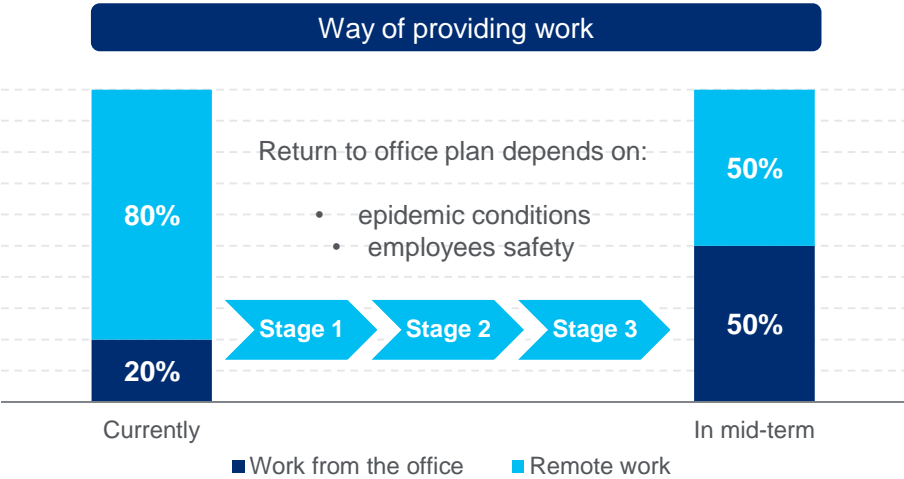 Way of providing work
Return to office plan depends on:
• epidemic conditions
• employees safety
80%
20%
Stage 1
Stage 2
Stage 3
50%
50%
Currently
In mid-term
Work from the office
Remote work